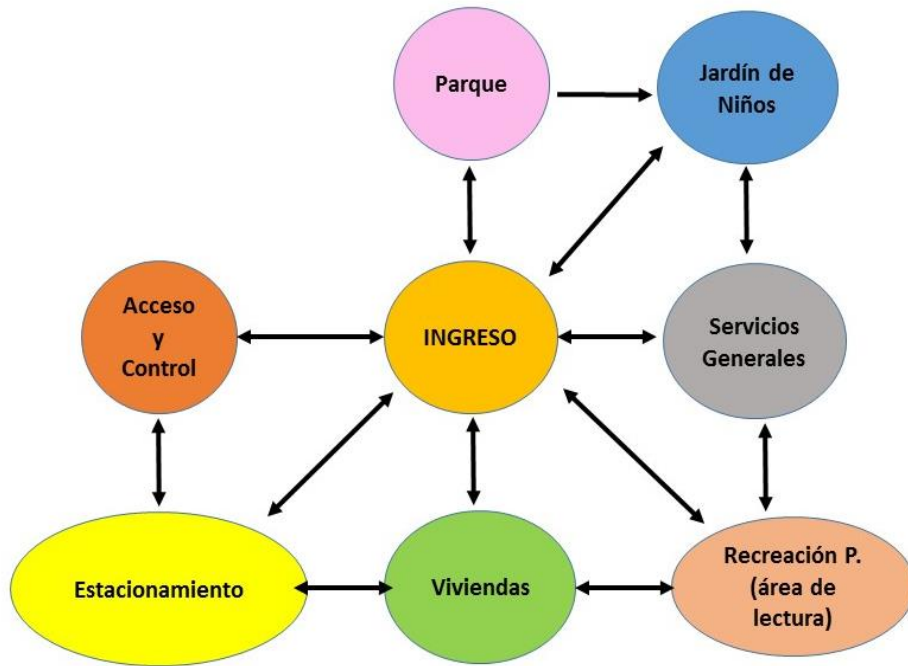 Parque
Jardín de
Niños
Acceso
y
Control
INGRESO
Servicios
Generales
Estacionamiento
Viviendas
Recreación P.
(área de
lectura)